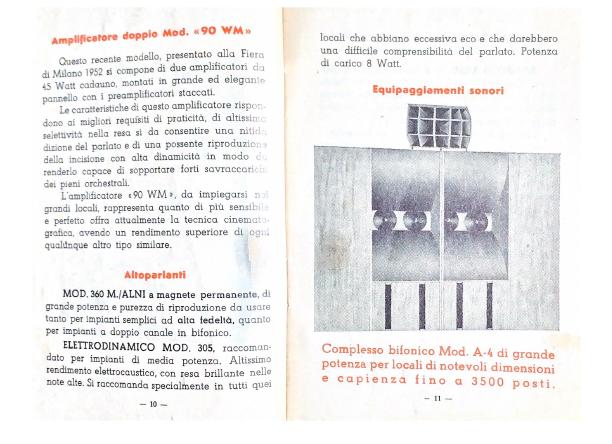 Amplificatore doppio Mod. «90 WM»
Questo recente modello, presentato alla Fiera
di Milano 1952 si compone di due amplificatori da
45 Watt cadauno, montati in grande ed elegante
pannello con i preamplificatori staccati.
Le caratteristiche di questo amplificatore rispon-
dono ai migliori requisiti di praticità, di altissima
selettività nella resa sì da consentire una nitida
dizione del parlato e di una possente riproduzione
della incisione con alta dinamicità in modo da
renderlo capace di sopportare forti savraccarichi
dei pieni orchestrali.
L'amplificatore «90 WM», da impiegarsi nei
grandi locali, rappresenta quanto di più sensibile
e perfetto offra attualmente la tecnica cinemato-
grafica, avendo un rendimento superiore di ogni
qualunque altro tipo similare.
Altoparlanti
MOD. 360 M./ALNI a magnete permanente, di
grande potenza e purezza di riproduzione da usare
tanto per impianti semplici ad alta fedeltà, quanto
per impianti a doppio canale in bifonico.
ELETTRODINAMICO MOD. 305, raccoman-
dato per impianti di media potenza. Altissimo
rendimento elettrocaustico, con resa brillante nelle
note alte. Si raccomanda specialmente in tutti quei
— 10 —
locali che abbiano eccessiva eco e che darebbero
una difficile comprensibilità del parlato. Potenza
di carico 8 Watt.
Equipaggiamenti sonori
Complesso bifonico Mod. A-4 di grande
potenza per locali di notevoli dimensioni
e capienza fino a 3500 posti.
— 11 —